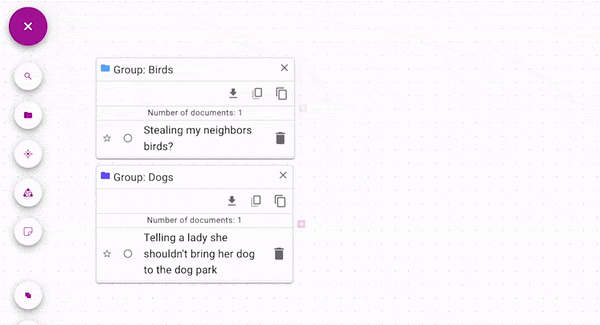 Group: Birds
Number of documents: 1
Stealing my neighbors
birds?
Group: Dogs
Number of documents: 1
Telling a lady she
shouldn't bring her dog
to the dog park